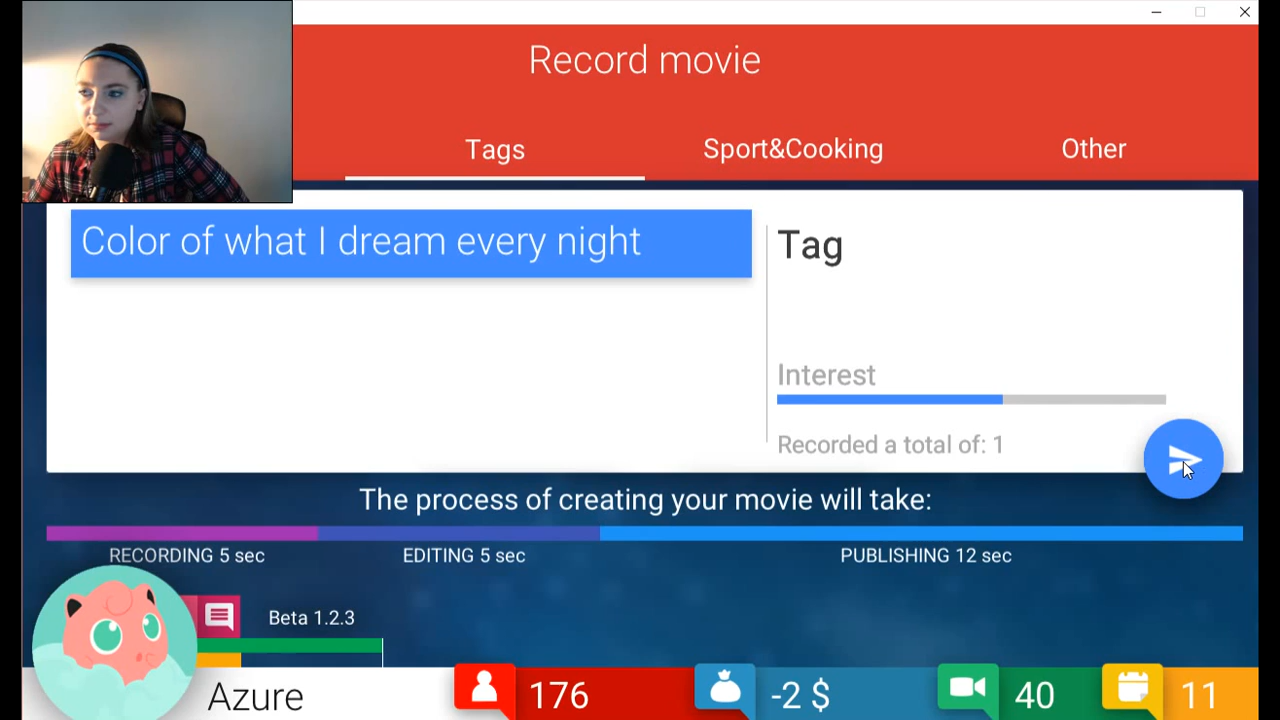 Record movie
Tags
Sport&Cooking
Other
Color of what I dream every night
Tag
Interest
Recorded a total of: 1
The process of creating your movie will take:
RECORDING 5 sec
EDITING 5 sec
PUBLISHING 12 sec
Beta 1.2.3
Azure
176
-2 $
40
11